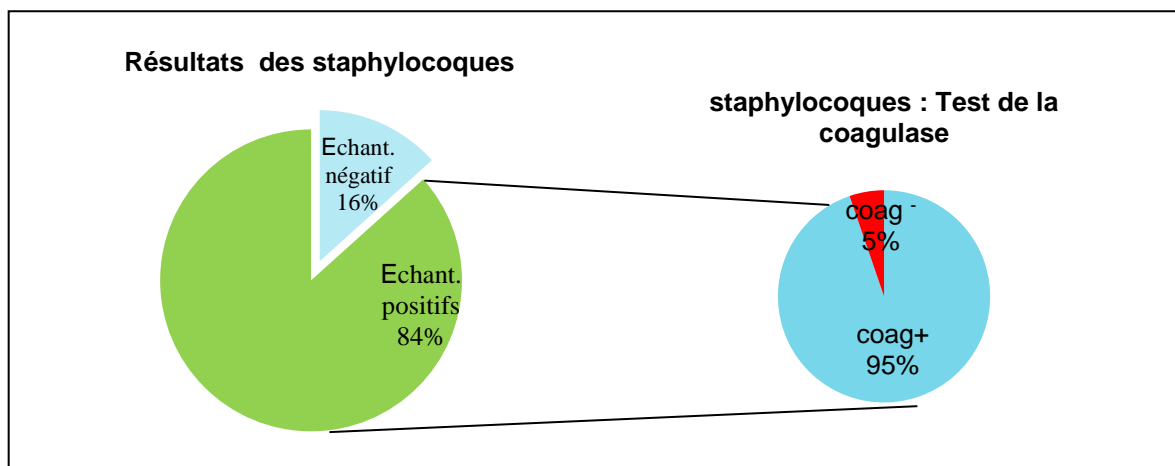 Résultats  des staphylocoques
Echant.
négatif
16%
Echant.
positifs
84%
staphylocoques : Test de la
coagulase
coag -
5%
coag+
95%